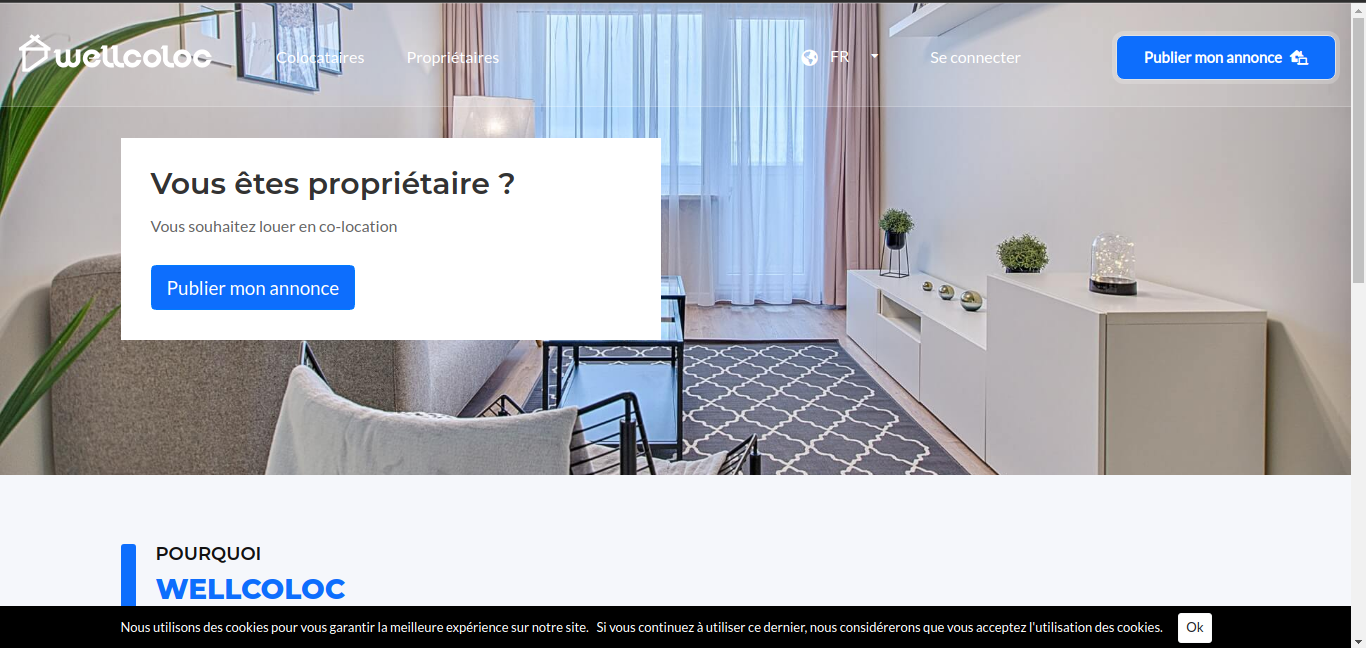 wellcoloc
Colocataires
Propriétaires
FR
Se connecter
Publier mon annonce
Vous êtes propriétaire ?
Vous souhaitez louer en co-location
Publier mon annonce
POURQUOI
WELLCOLOC
Nous utilisons des cookies pour vous garantir la meilleure expérience sur notre site. Si vous continuez à utiliser ce dernier, nous considérerons que vous acceptez l'utilisation des cookies.
Ok